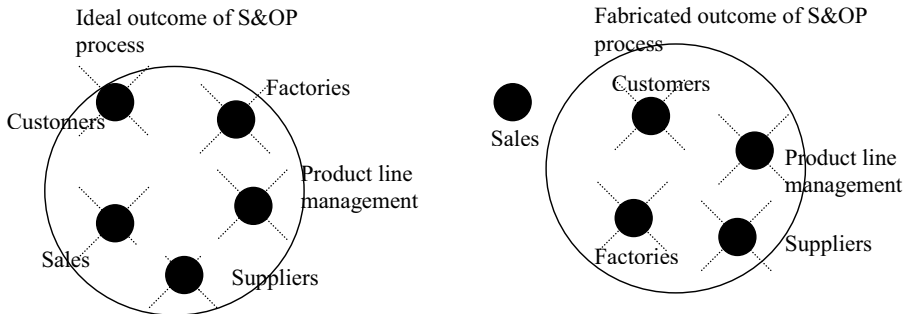 Ideal outcome of S&OP
process
Factories
Customers
Product line
management
Sales
Suppliers
Fabricated outcome of S&OP
process
Customers
Sales
Product line
management
Factories
Suppliers